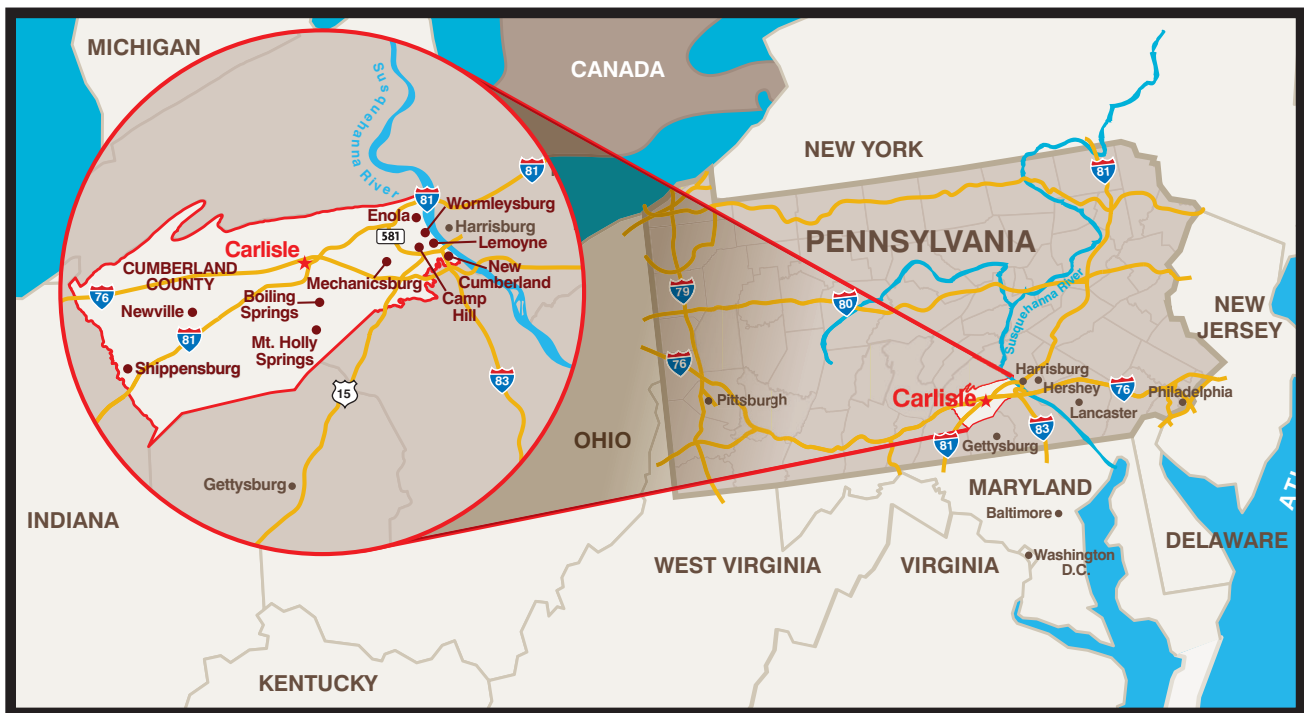 MICHIGAN
CANADA
NEW YORK
PENNSYLVANIA
NEW
JERSEY
OHIO
INDIANA
KENTUCKY
WEST VIRGINIA
VIRGINIA
MARYLAND
DELAWARE
Susquehanna River
81
81
Wormleysburg
Enola
Harrisburg
581
Lemoyne
Carlisle
New
Cumberland
CUMBERLAND
COUNTY
Mechanicsburg
Camp
Hill
76
Boiling
Springs
Newville
81
Mt. Holly
Springs
Shippensburg
83
15
Gettysburg
81
79
80
Susquehanna River
76
Harrisburg
Hershey
76
Philadelphia
Pittsburgh
Carlisle
Lancaster
81
Gettysburg
83
Baltimore
Washington
D.C.